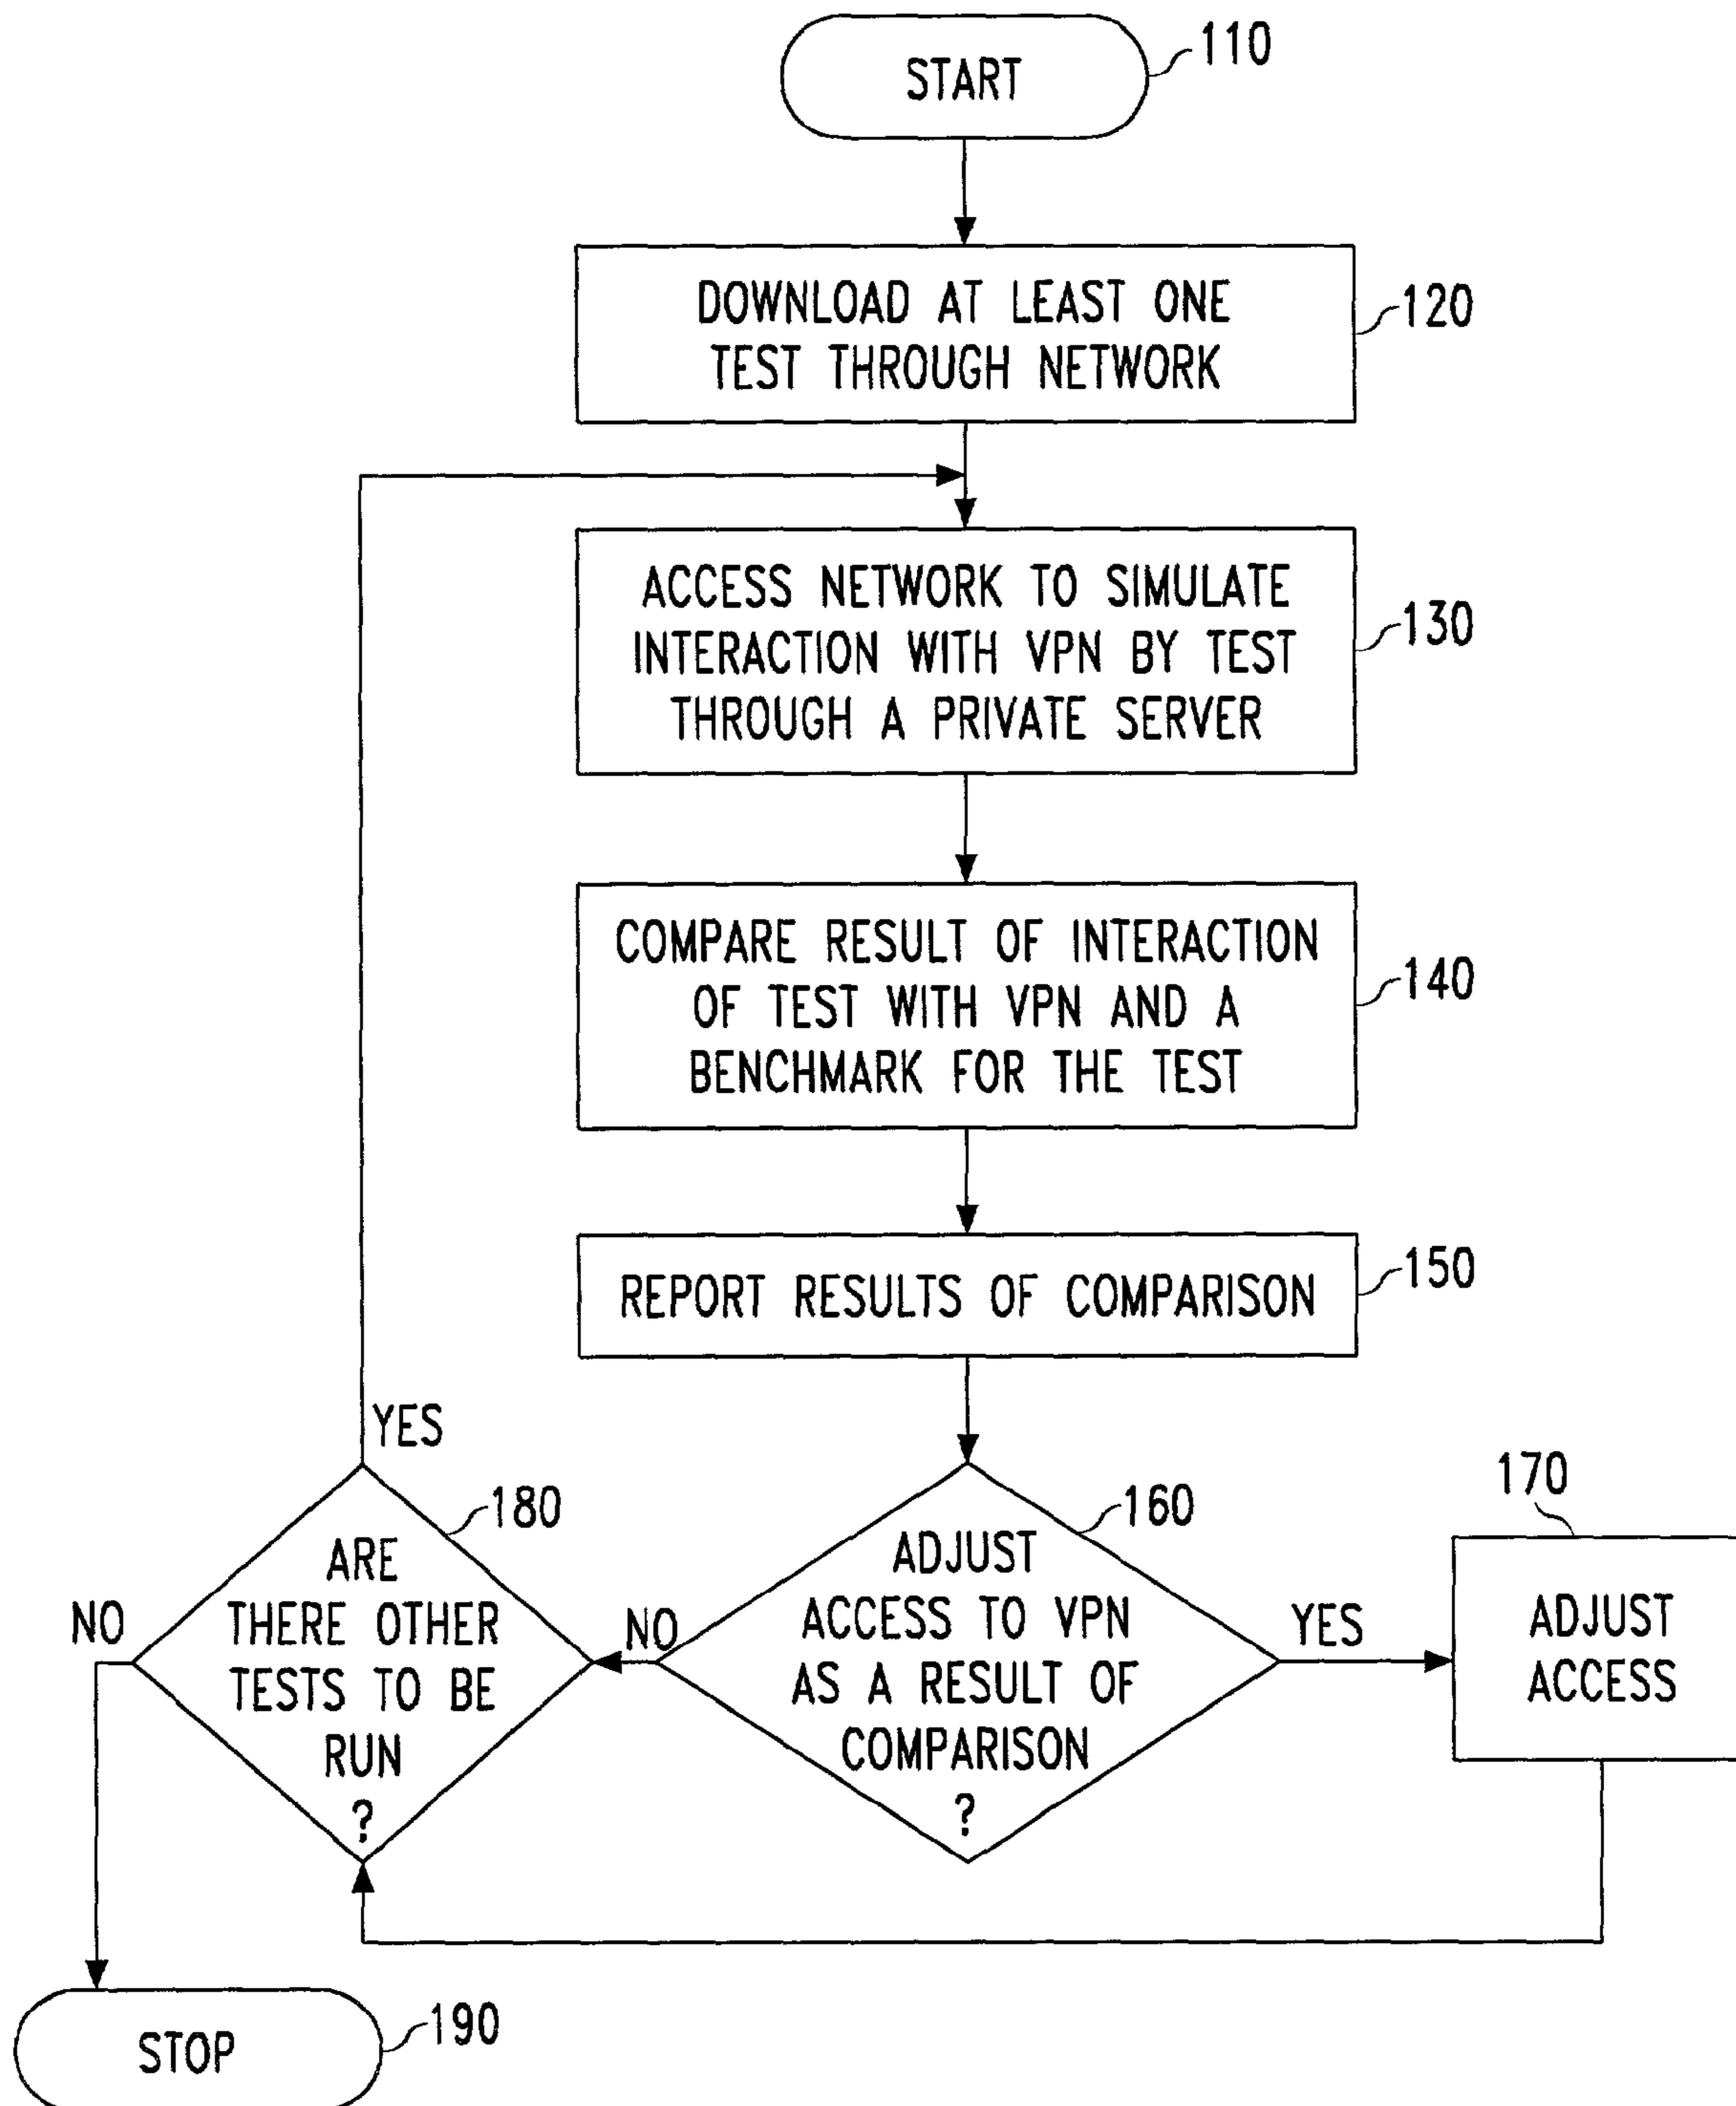 START
110
DOWNLOAD AT LEAST ONE
TEST THROUGH NETWORK
120
ACCESS NETWORK TO SIMULATE
INTERACTION WITH VPN BY TEST
THROUGH A PRIVATE SERVER
130
COMPARE RESULT OF INTERACTION
OF TEST WITH VPN AND A
BENCHMARK FOR THE TEST
140
REPORT RESULTS OF COMPARISON
150
ADJUST
ACCESS TO VPN
AS A RESULT OF
COMPARISON
?
160
YES
170
ADJUST
ACCESS
NO
ARE
THERE OTHER
TESTS TO BE
RUN
?
180
YES
NO
STOP
190